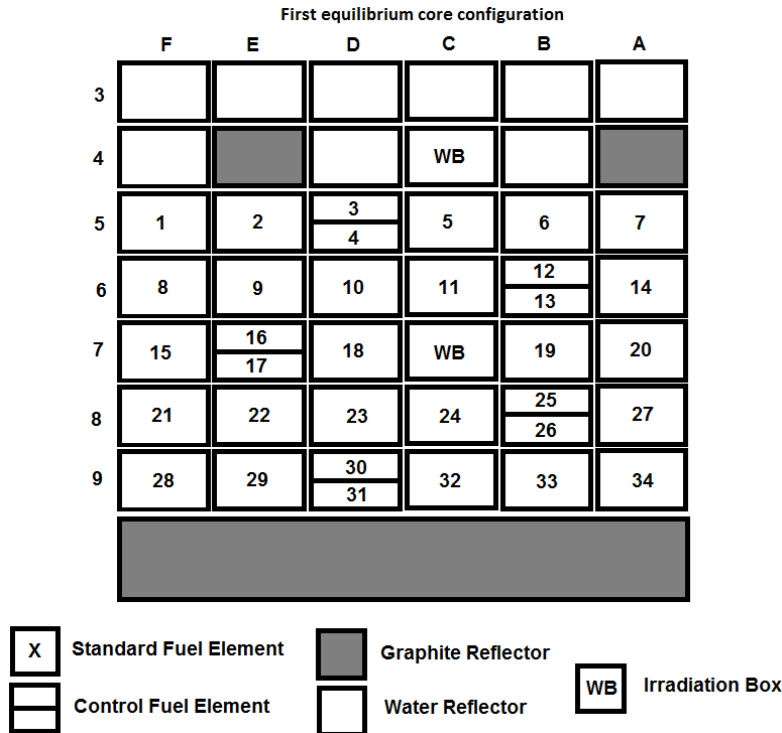 First equilibrium core configuration
F E D C B A
3
4 WB
5 1 2 3 4 5 6 7
6 8 9 10 11 12 13 14
7 15 16 17 18 WB 19 20
8 21 22 23 24 25 26 27
9 28 29 30 31 32 33 34
X Standard Fuel Element
Graphite Reflector
WB Irradiation Box
Control Fuel Element
Water Reflector